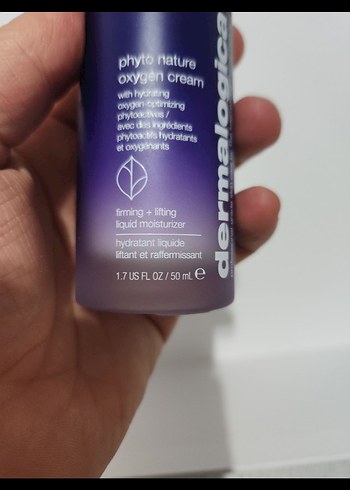 phyto nature
oxygen cream
with hydrating
oxygen-optimizing
phytoactives /
avec des ingrédients
phytoactifs hydratants
et oxygénants
firming + lifting
liquid moisturizer
hydratant liquide
liftant et raffermissant
1.7 US FL OZ / 50 mL ℮
dermalogica